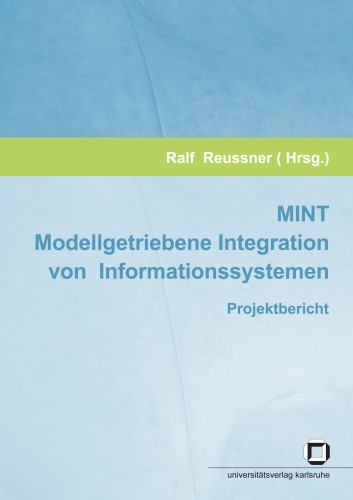 Ralf Reussner ( Hrsg.)
MINT
Modellgetriebene Integration
von Informationssystemen
Projektbericht
universitätsverlag karlsruhe